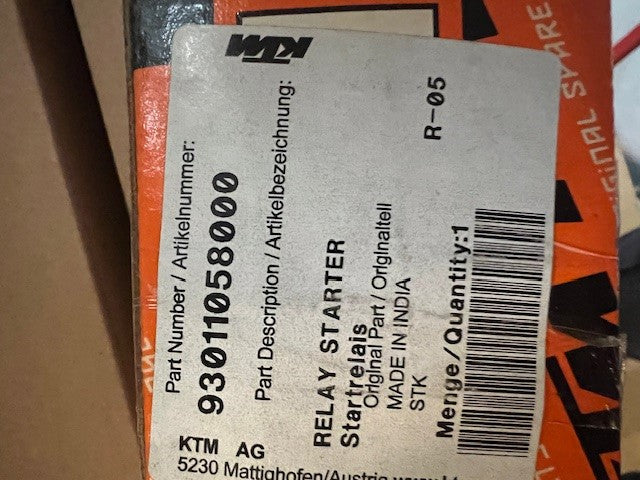 KTM
Part Number / Artikelnummer:
93011058000
Part Description / Artikelbezeichnung:
RELAY STARTER
Startrelais
Original Part / Originalteil
MADE IN INDIA
STK
R-05
Menge/Quantity:1
KTM AG
5230 Mattighofen/Austria
ORIGINAL SPARE